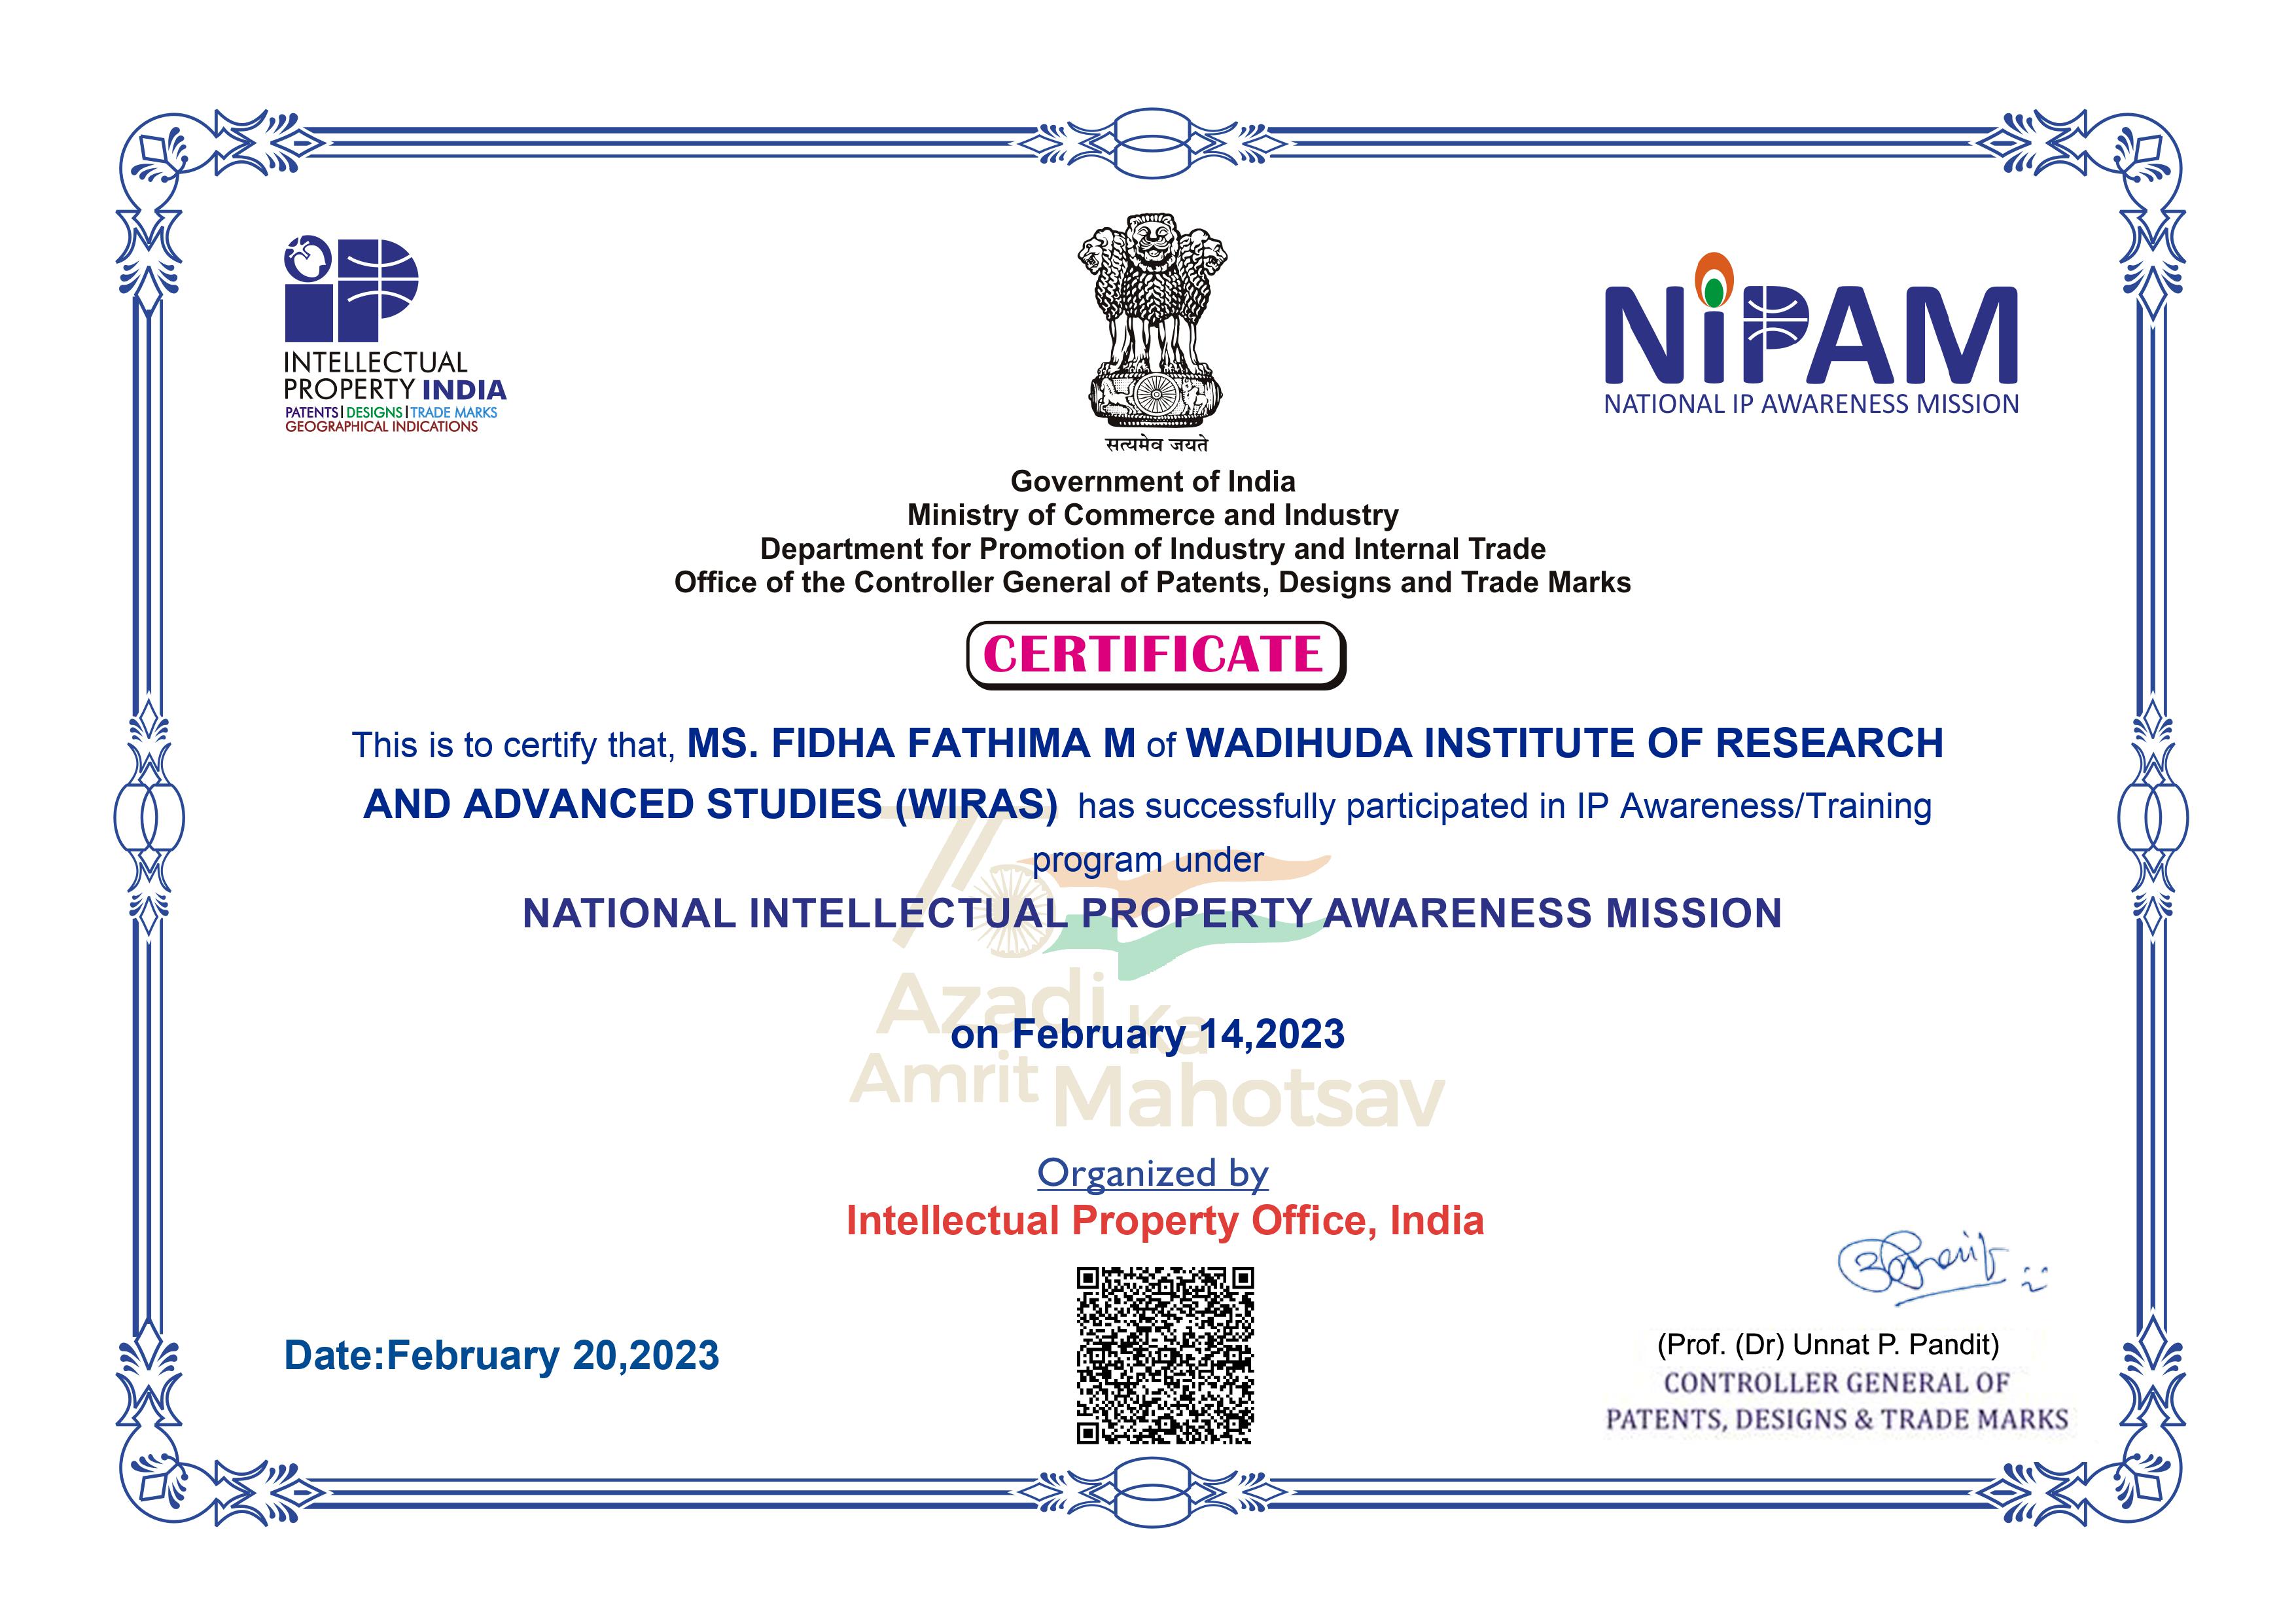 INTELLECTUAL
PROPERTY INDIA
PATENTS|DESIGNS|TRADE MARKS
GEOGRAPHICAL INDICATIONS
सत्यमेव जयते
NiPAM
NATIONAL IP AWARENESS MISSION
Government of India
Ministry of Commerce and Industry
Department for Promotion of Industry and Internal Trade
Office of the Controller General of Patents, Designs and Trade Marks
CERTIFICATE
This is to certify that, MS. FIDHA FATHIMA M of WADIHUDA INSTITUTE OF RESEARCH
AND ADVANCED STUDIES (WIRAS) has successfully participated in IP Awareness/Training
program under
NATIONAL INTELLECTUAL PROPERTY AWARENESS MISSION
75
Azadi Ka
Amrit Mahotsav
on February 14,2023
Organized by
Intellectual Property Office, India
Date:February 20,2023
(Prof. (Dr) Unnat P. Pandit)
CONTROLLER GENERAL OF
PATENTS, DESIGNS & TRADE MARKS